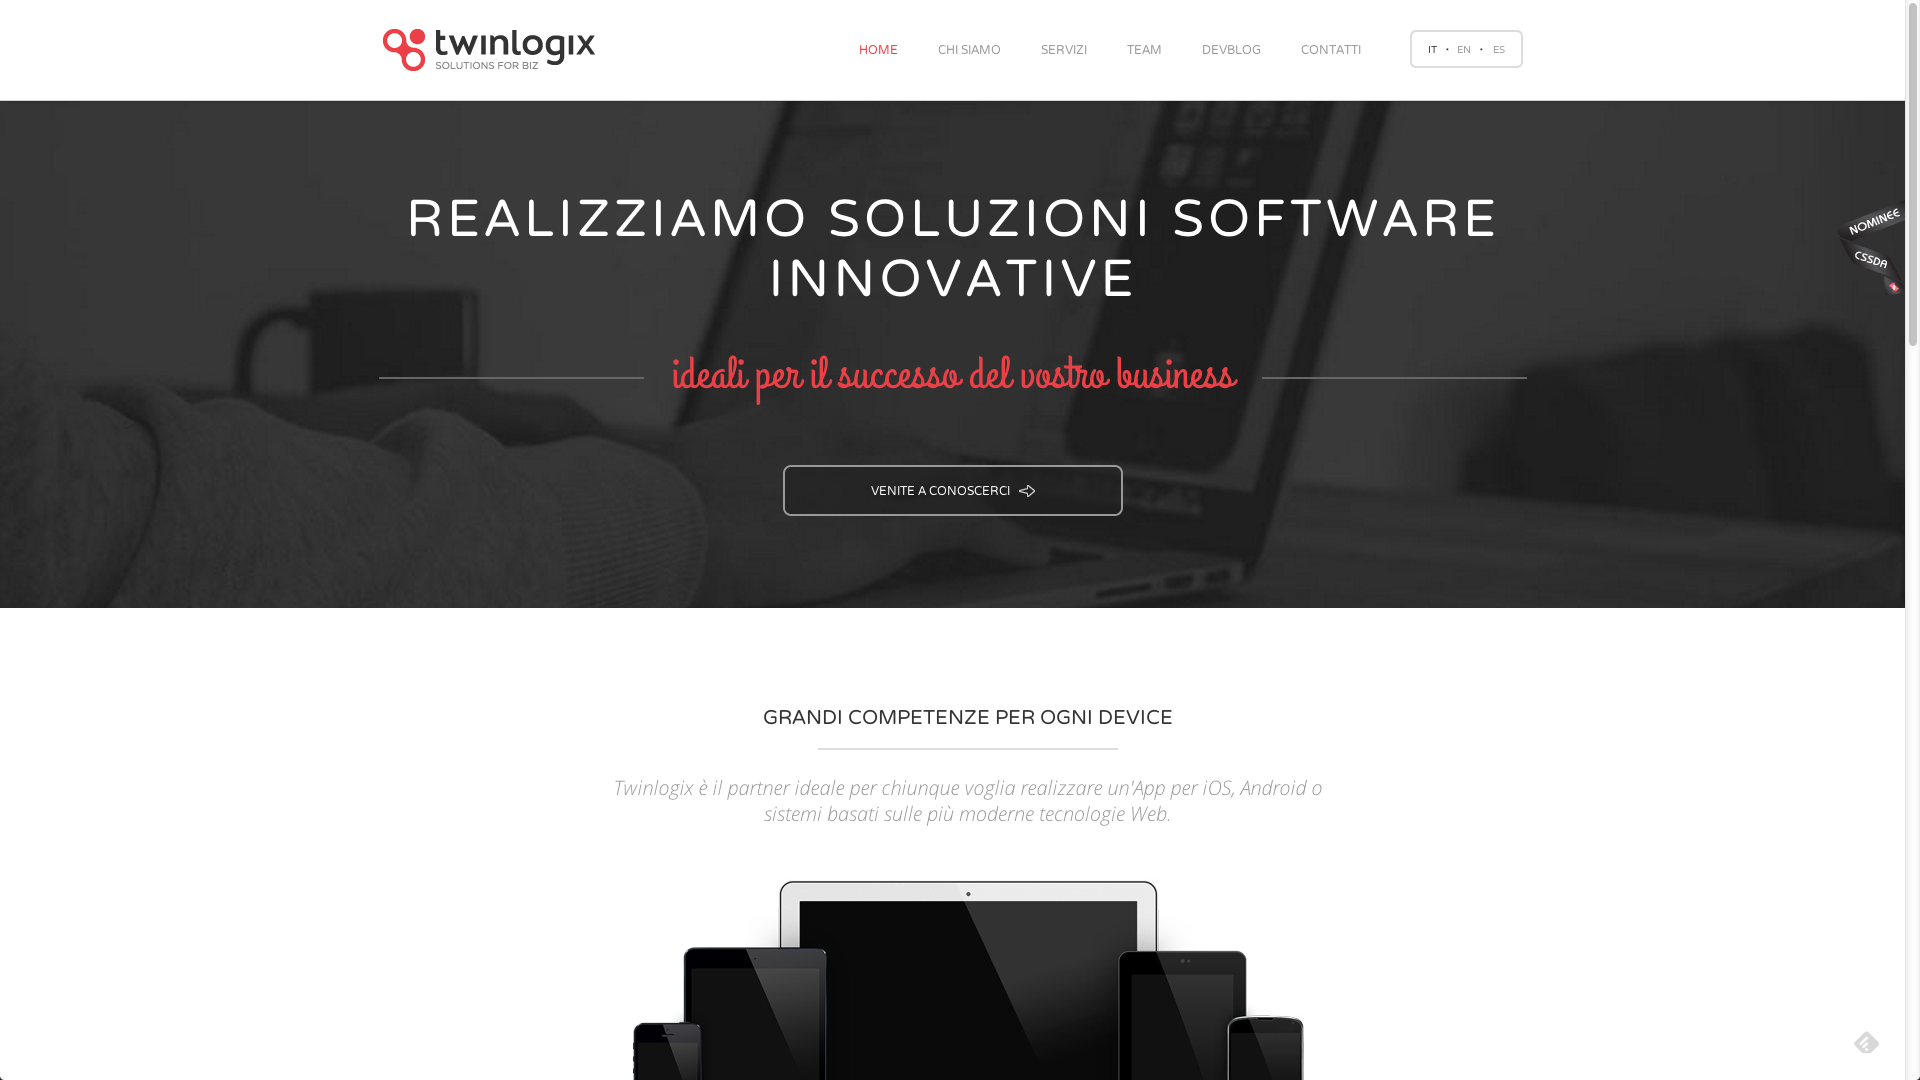 twinlogix
SOLUTIONS FOR BIZ
HOME
CHI SIAMO
SERVIZI
TEAM
DEVBLOG
CONTATTI
IT • EN • ES
REALIZZIAMO SOLUZIONI SOFTWARE
INNOVATIVE
NOMINEE
CSSDA
ideali per il successo del vostro business
VENITE A CONOSCERCI
GRANDI COMPETENZE PER OGNI DEVICE
Twinlogix è il partner ideale per chiunque voglia realizzare un'App per iOS, Android o
sistemi basati sulle più moderne tecnologie Web.